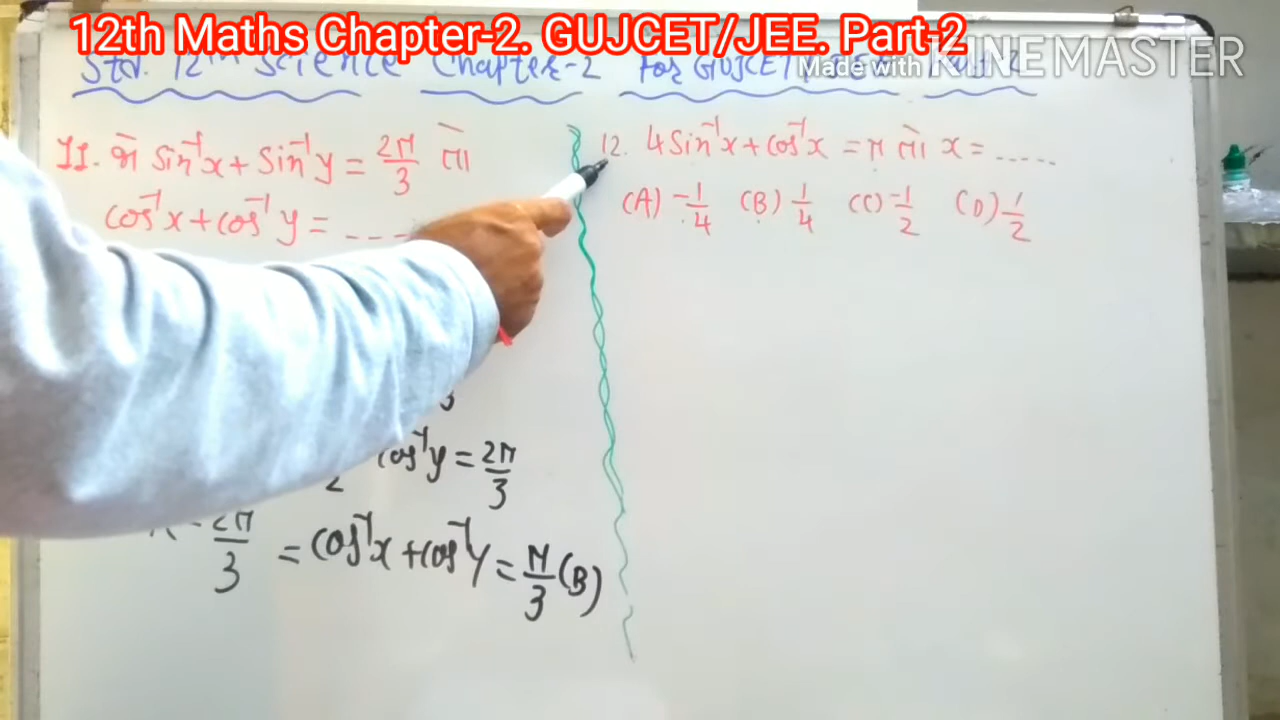 12th Maths Chapter-2. GUJCET/JEE. Part-2
Made with KINEMASTER
Std. 12th Science Chapter-2 For GUJCET
11. જો Sin⁻¹x + Sin⁻¹y = 2π/3 તો
cos⁻¹x + cos⁻¹y = ----
2 cos⁻¹y = 2π/3
2π/3 = cos⁻¹x + cos⁻¹y = π/3 (B)
12. 4Sin⁻¹x + cos⁻¹x = π તો x = ......
(A) -1/4 (B) 1/4 (C) -1/2 (D) 1/2